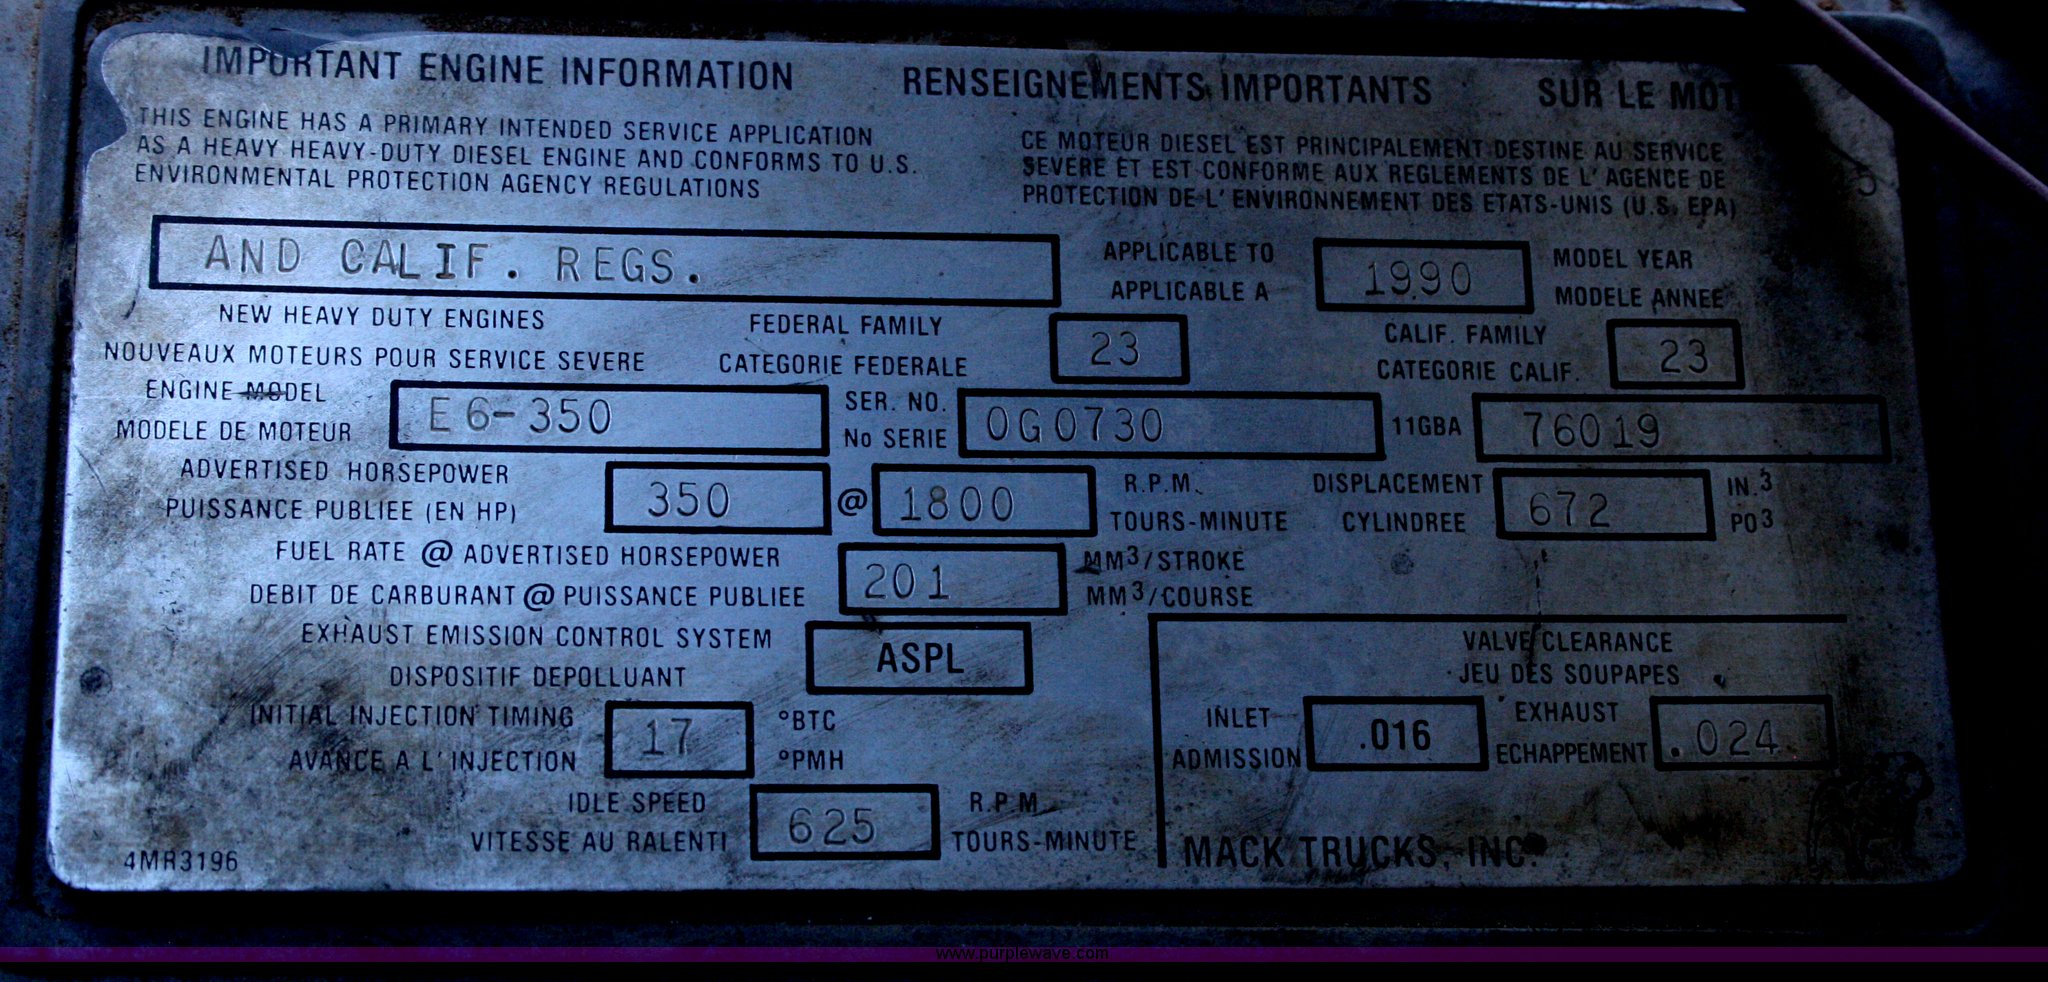 IMPORTANT ENGINE INFORMATION RENSEIGNEMENTS IMPORTANTS SUR LE MOT
THIS ENGINE HAS A PRIMARY INTENDED SERVICE APPLICATION
AS A HEAVY HEAVY-DUTY DIESEL ENGINE AND CONFORMS TO U.S.
ENVIRONMENTAL PROTECTION AGENCY REGULATIONS
CE MOTEUR DIESEL EST PRINCIPALEMENT DESTINE AU SERVICE
SEVERE ET EST CONFORME AUX REGLEMENTS DE L'AGENCE DE
PROTECTION DE L'ENVIRONNEMENT DES ETATS-UNIS (U.S. EPA)
AND CALIF. REGS.
APPLICABLE TO
APPLICABLE A
1990
MODEL YEAR
MODELE ANNEE
NEW HEAVY DUTY ENGINES
NOUVEAUX MOTEURS POUR SERVICE SEVERE
FEDERAL FAMILY
CATEGORIE FEDERALE
23
CALIF. FAMILY
CATEGORIE CALIF.
23
ENGINE MODEL
MODELE DE MOTEUR
E6-350
SER. NO.
No SERIE
0G0730
11GBA
76019
ADVERTISED HORSEPOWER
PUISSANCE PUBLIEE (EN HP)
350
@
1800
R.P.M.
TOURS-MINUTE
DISPLACEMENT
CYLINDREE
672
IN.³
PO³
FUEL RATE @ ADVERTISED HORSEPOWER
DEBIT DE CARBURANT @ PUISSANCE PUBLIEE
201
MM³/STROKE
MM³/COURSE
EXHAUST EMISSION CONTROL SYSTEM
DISPOSITIF DEPOLLUANT
ASPL
INITIAL INJECTION TIMING
AVANCE A L'INJECTION
17
°BTC
°PMH
IDLE SPEED
VITESSE AU RALENTI
625
R.P.M.
TOURS-MINUTE
VALVE CLEARANCE
JEU DES SOUPAPES
INLET
ADMISSION
.016
EXHAUST
ECHAPPEMENT
.024
4MR3196
MACK TRUCKS, INC.
www.purplewave.com